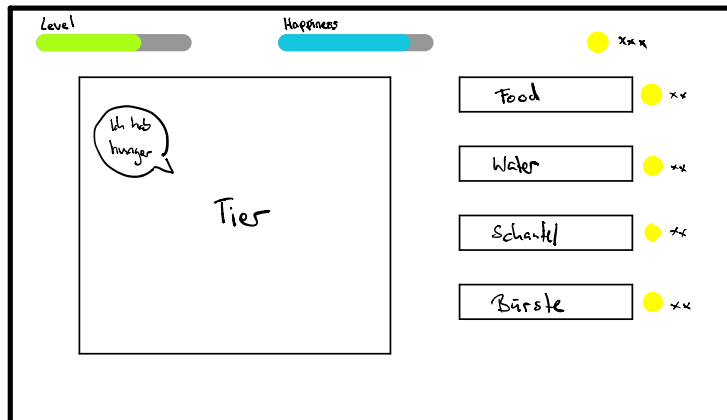 Level
Happiness
xxx
Ich hab
hunger
Tier
Food
xx
Water
xx
Schaufel
xx
Bürste
xx